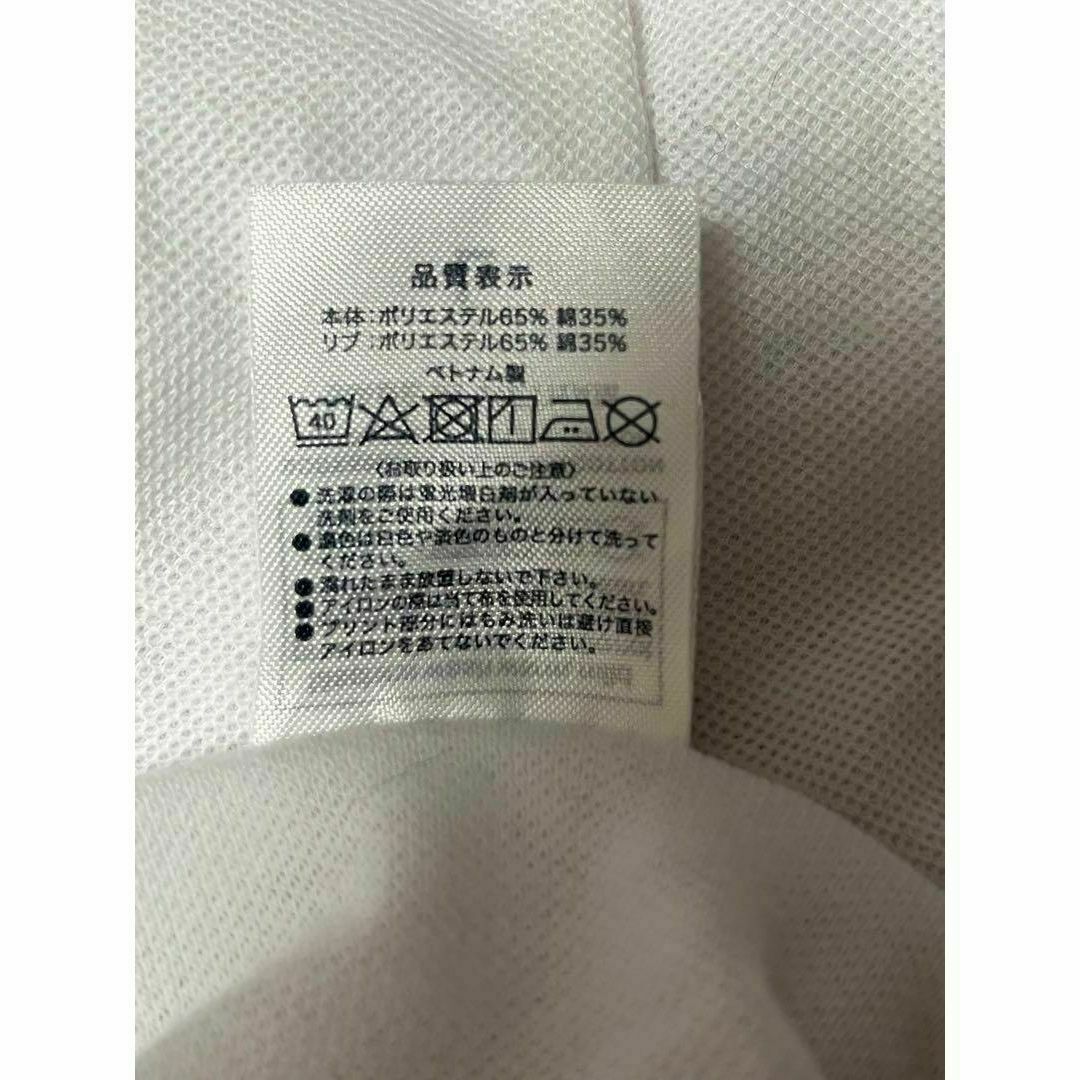 品質表示
本体:ポリエステル65% 綿35%
リブ:ポリエステル65% 綿35%
ベトナム製
40
〈お取り扱い上のご注意〉
●洗濯の際は蛍光増白剤が入っていない
洗剤をご使用ください。
●濃色は白色や淡色のものと分けて洗って
ください。
●濡れたまま放置しないで下さい。
●アイロンの際は当て布を使用してください。
●プリント部分にはもみ洗いは避け直接
アイロンをあてないでください。